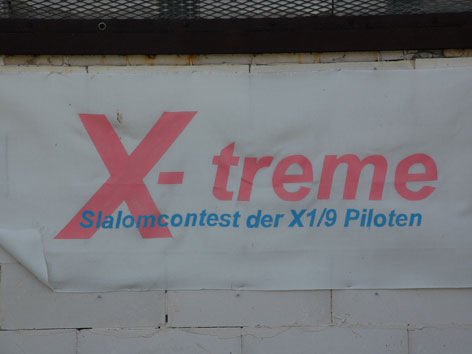 X-treme
Slalomcontest der X1/9 Piloten